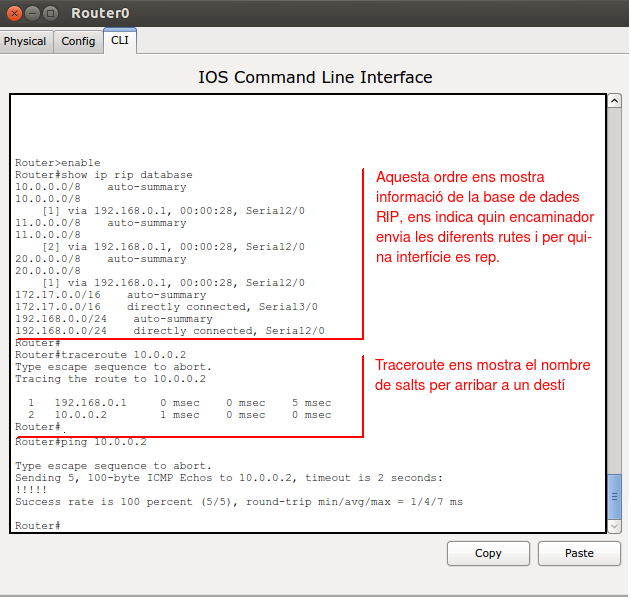 Router0
Physical
Config
CLI
IOS Command Line Interface
Router>enable
Router#show ip rip database
10.0.0.0/8    auto-summary
10.0.0.0/8
    [1] via 192.168.0.1, 00:00:28, Serial2/0
11.0.0.0/8    auto-summary
11.0.0.0/8
    [2] via 192.168.0.1, 00:00:28, Serial2/0
20.0.0.0/8    auto-summary
20.0.0.0/8
    [1] via 192.168.0.1, 00:00:28, Serial2/0
172.17.0.0/16    auto-summary
172.17.0.0/16    directly connected, Serial3/0
192.168.0.0/24    auto-summary
192.168.0.0/24    directly connected, Serial2/0
Router#
Aquesta ordre ens mostra
informació de la base de dades
RIP, ens indica quin encaminador
envia les diferents rutes i per qui-
na interfície es rep.
Router#traceroute 10.0.0.2
Type escape sequence to abort.
Tracing the route to 10.0.0.2
  1   192.168.0.1     0 msec    0 msec    5 msec
  2   10.0.0.2        1 msec    0 msec    0 msec
Router#
Traceroute ens mostra el nombre
de salts per arribar a un destí
Router#ping 10.0.0.2
Type escape sequence to abort.
Sending 5, 100-byte ICMP Echos to 10.0.0.2, timeout is 2 seconds:
!!!!!
Success rate is 100 percent (5/5), round-trip min/avg/max = 1/4/7 ms
Router#
Copy
Paste